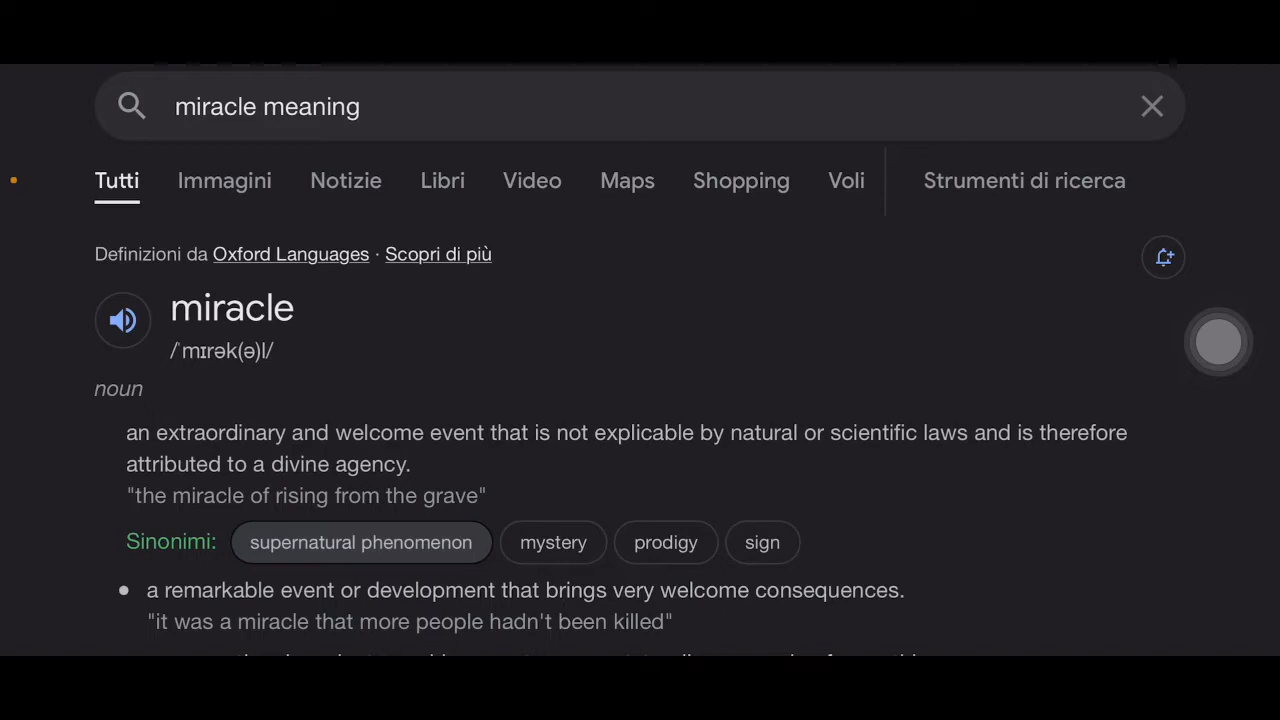 miracle meaning
Tutti Immagini Notizie Libri Video Maps Shopping Voli Strumenti di ricerca
Definizioni da Oxford Languages · Scopri di più
miracle
/ˈmɪrək(ə)l/
noun
an extraordinary and welcome event that is not explicable by natural or scientific laws and is therefore
attributed to a divine agency.
"the miracle of rising from the grave"
Sinonimi: supernatural phenomenon mystery prodigy sign
• a remarkable event or development that brings very welcome consequences.
"it was a miracle that more people hadn't been killed"